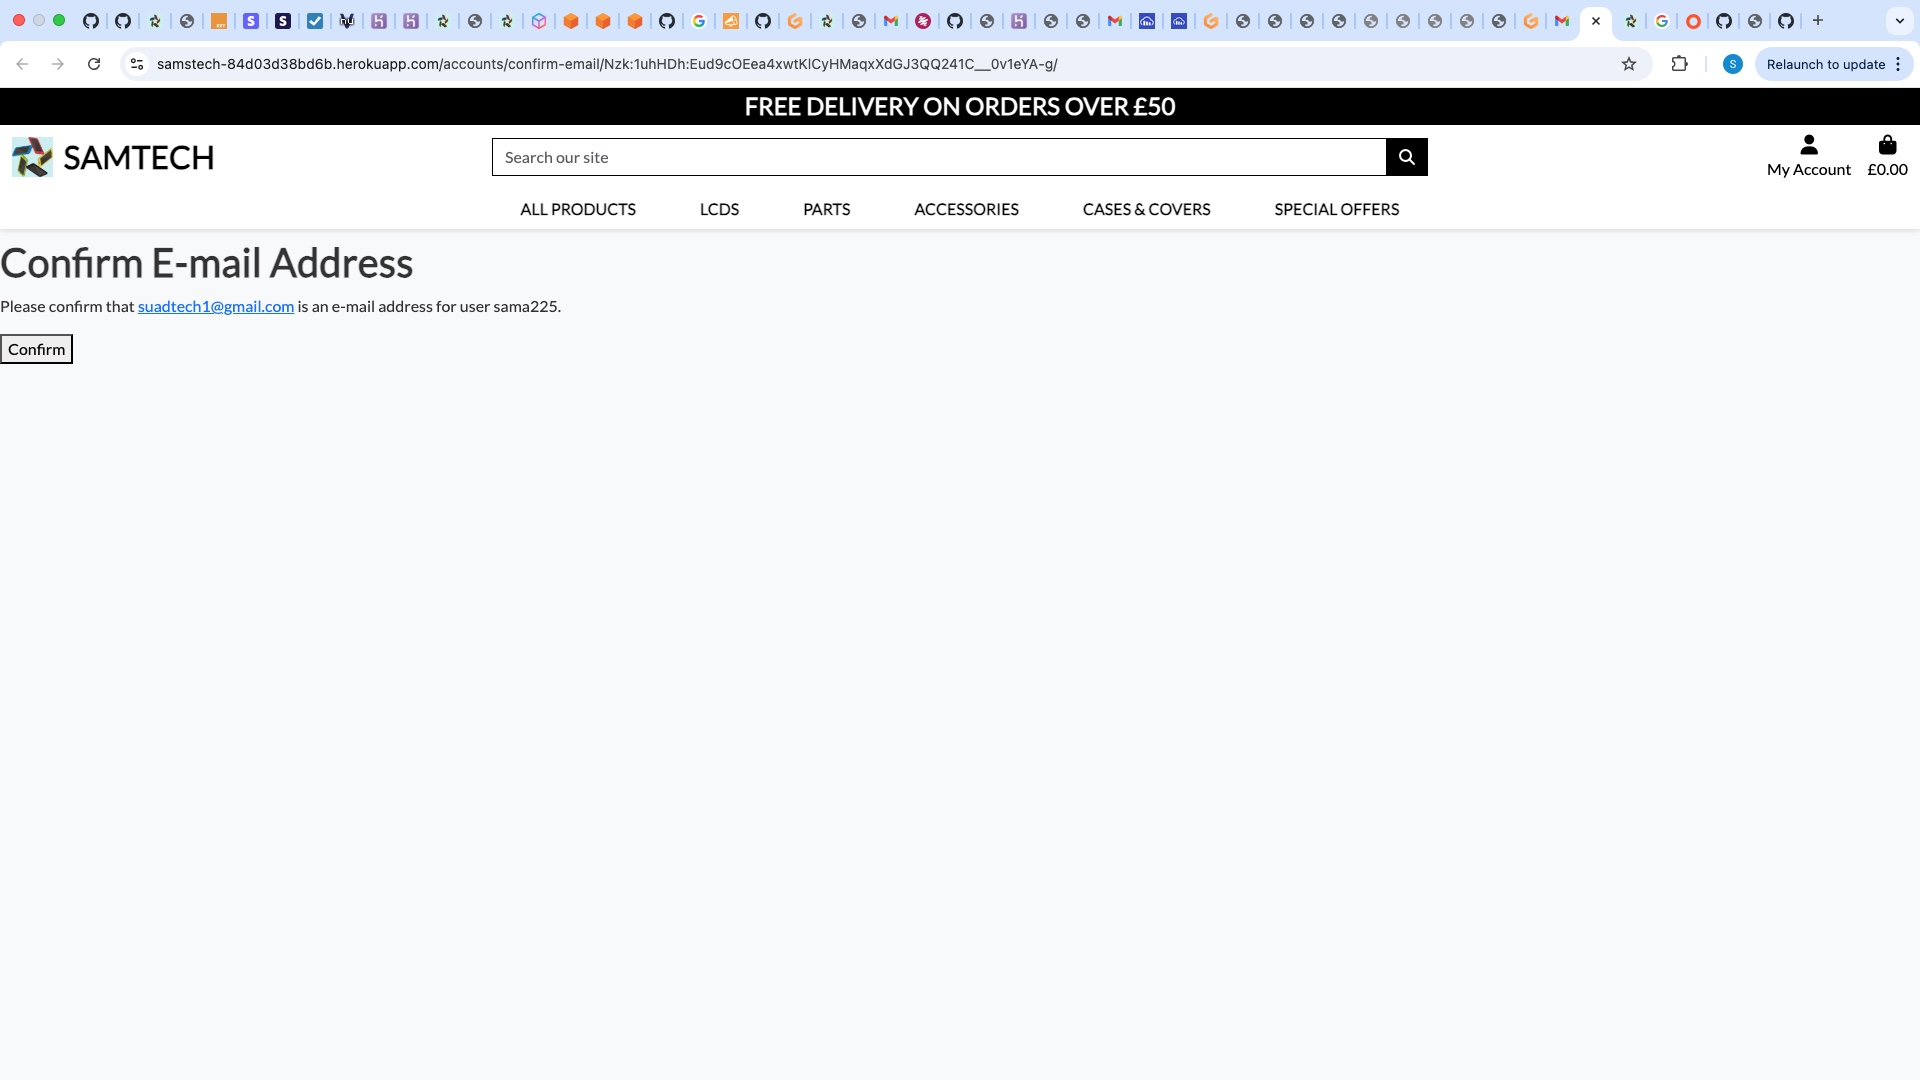 samstech-84d03d38bd6b.herokuapp.com/accounts/confirm-email/Nzk:1uhHDh:Eud9cOEea4xwtKlCyHMaqxXdGJ3QQ241C__0v1eYA-g/
S
Relaunch to update
FREE DELIVERY ON ORDERS OVER £50
SAMTECH
Search our site
My Account
£0.00
ALL PRODUCTS
LCDS
PARTS
ACCESSORIES
CASES & COVERS
SPECIAL OFFERS
Confirm E-mail Address
Please confirm that suadtech1@gmail.com is an e-mail address for user sama225.
Confirm